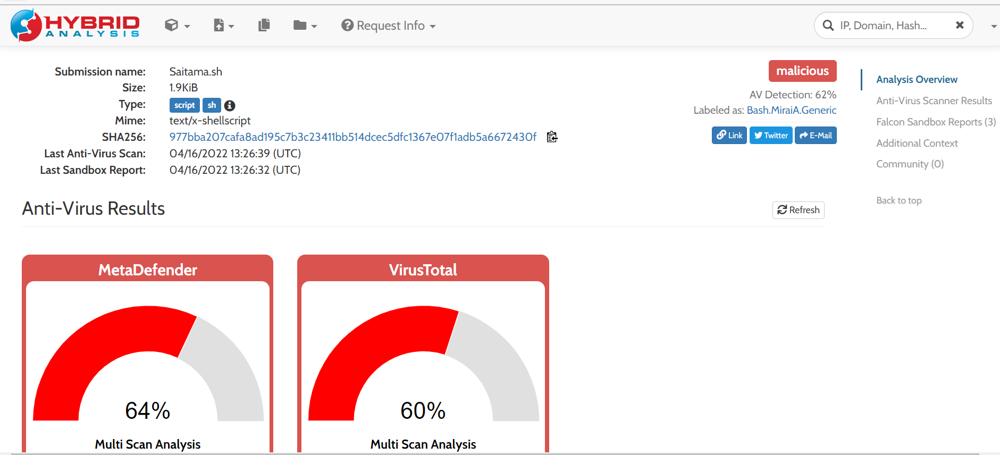 HYBRID
ANALYSIS
Request Info
IP, Domain, Hash...
Submission name: Saitama.sh
Size: 1.9KiB
Type: script sh
Mime: text/x-shellscript
SHA256: 977bba207cafa8ad195c7b3c23411bb514dcec5dfc1367e07f1adb5a6672430f
Last Anti-Virus Scan: 04/16/2022 13:26:39 (UTC)
Last Sandbox Report: 04/16/2022 13:26:32 (UTC)
malicious
AV Detection: 62%
Labeled as: Bash.MiraiA.Generic
Link Twitter E-Mail
Analysis Overview
Anti-Virus Scanner Results
Falcon Sandbox Reports (3)
Additional Context
Community (0)
Back to top
Anti-Virus Results
Refresh
MetaDefender
64%
Multi Scan Analysis
VirusTotal
60%
Multi Scan Analysis